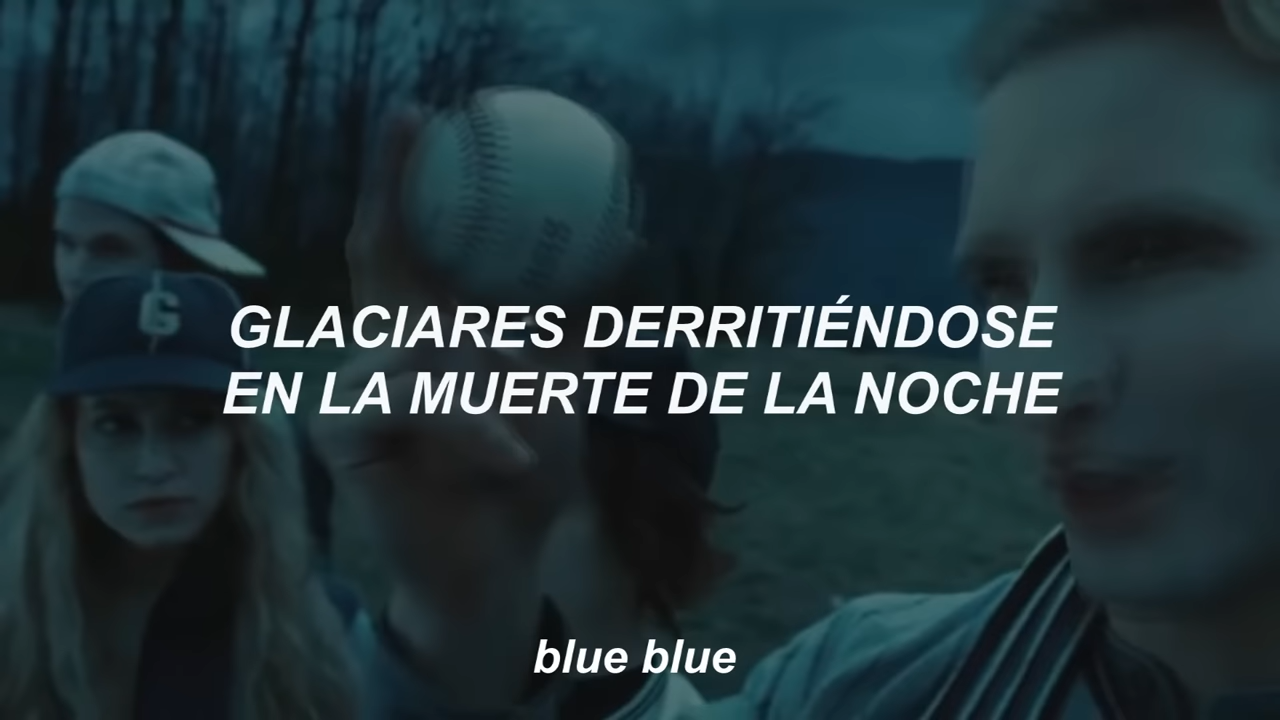 G
GLACIARES DERRITIÉNDOSE
EN LA MUERTE DE LA NOCHE
blue blue